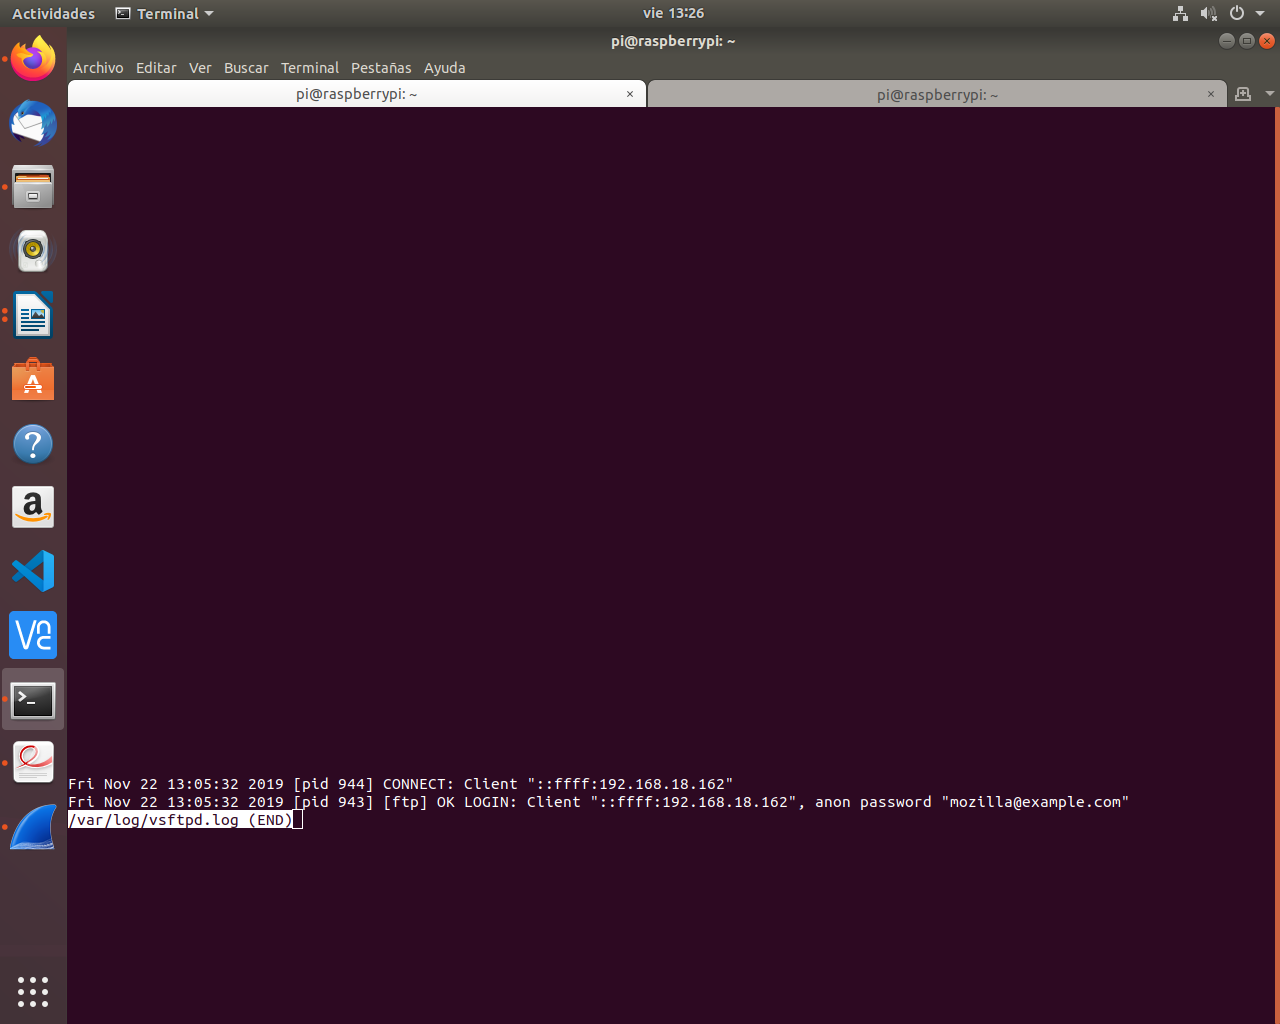 Actividades Terminal vie 13:26
pi@raspberrypi: ~
Archivo Editar Ver Buscar Terminal Pestañas Ayuda
pi@raspberrypi: ~ × pi@raspberrypi: ~ ×
Fri Nov 22 13:05:32 2019 [pid 944] CONNECT: Client "::ffff:192.168.18.162"
Fri Nov 22 13:05:32 2019 [pid 943] [ftp] OK LOGIN: Client "::ffff:192.168.18.162", anon password "mozilla@example.com"
/var/log/vsftpd.log (END)